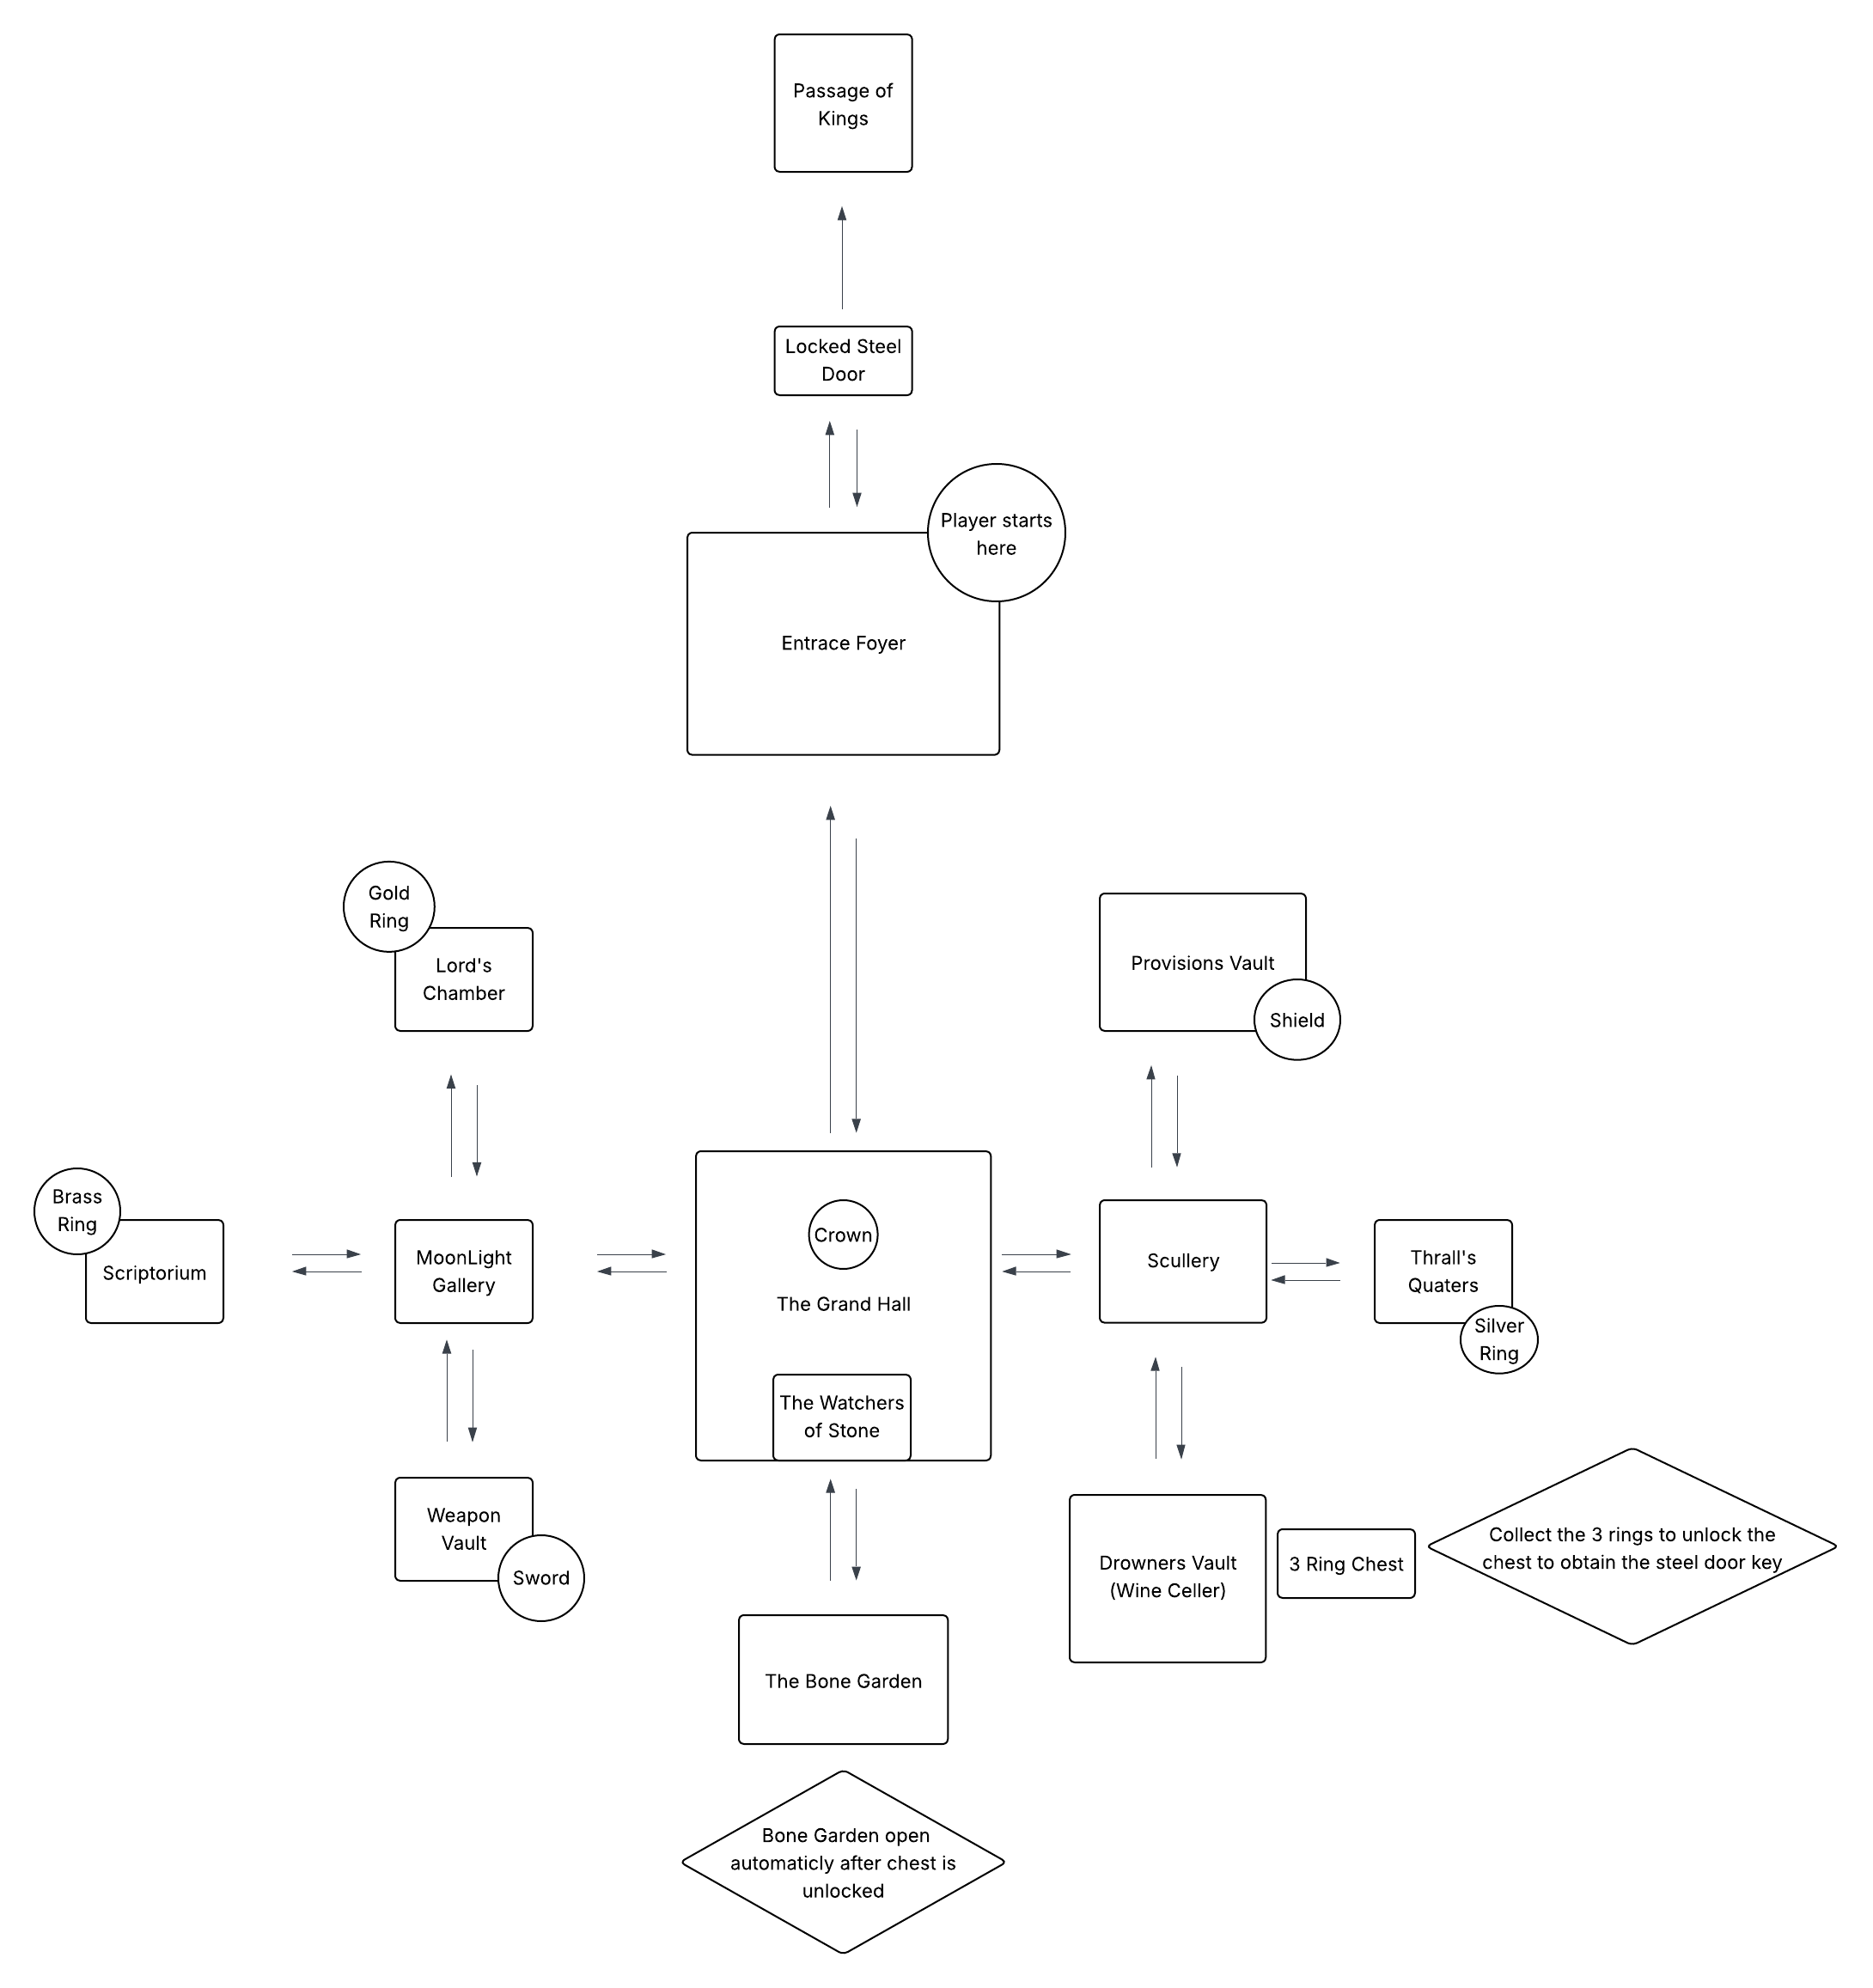 Passage of
Kings
Locked Steel
Door
Player starts
here
Entrace Foyer
Gold
Ring
Lord's
Chamber
Provisions Vault
Shield
Brass
Ring
Scriptorium
MoonLight
Gallery
Crown
The Grand Hall
The Watchers
of Stone
Scullery
Thrall's
Quaters
Silver
Ring
Weapon
Vault
Sword
Drowners Vault
(Wine Celler)
3 Ring Chest
Collect the 3 rings to unlock the
chest to obtain the steel door key
The Bone Garden
Bone Garden open
automaticly after chest is
unlocked